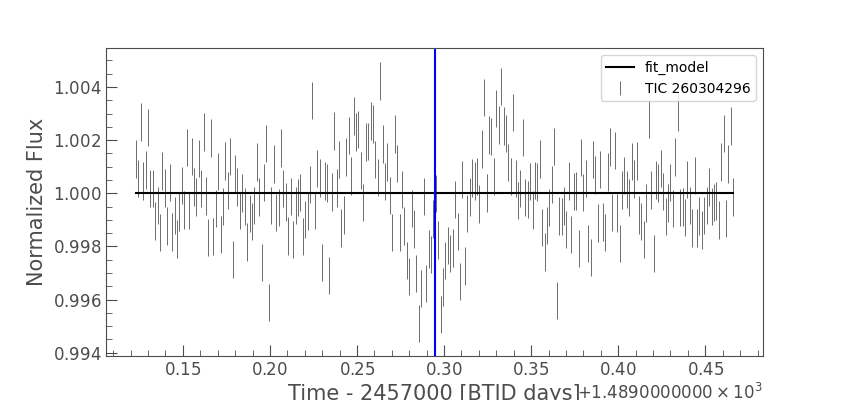 fit_model
TIC 260304296
Normalized Flux
1.004
1.002
1.000
0.998
0.996
0.994
0.15
0.20
0.25
0.30
0.35
0.40
0.45
Time - 2457000 [BTJD days]
+1.4890000000 × 10³